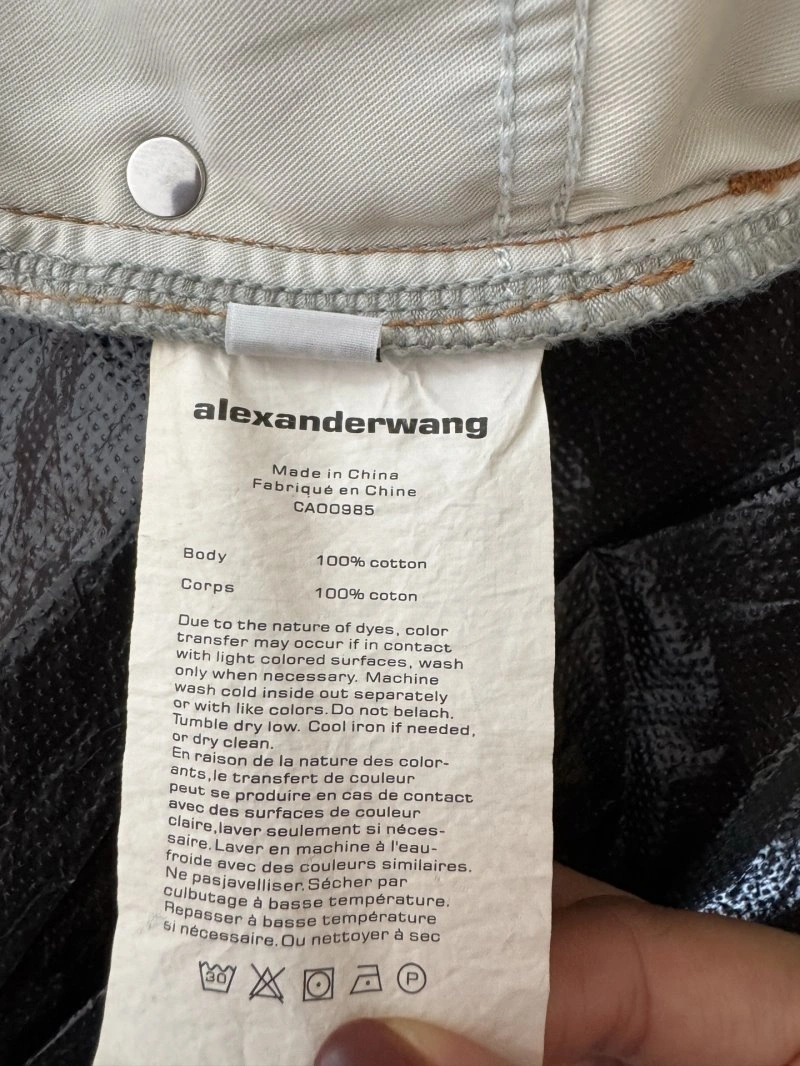 alexanderwang
Made in China
Fabriqué en Chine
CA00985
Body 100% cotton
Corps 100% coton
Due to the nature of dyes, color
transfer may occur if in contact
with light colored surfaces, wash
only when necessary. Machine
wash cold inside out separately
or with like colors. Do not belach.
Tumble dry low. Cool iron if needed,
or dry clean.
En raison de la nature des color-
ants,le transfert de couleur
peut se produire en cas de contact
avec des surfaces de couleur
claire,laver seulement si néces-
saire. Laver en machine à l'eau-
froide avec des couleurs similaires.
Ne pasjavelliser. Sécher par
culbutage à basse température.
Repasser à basse température
si nécessaire. Ou nettoyer à sec
30 P